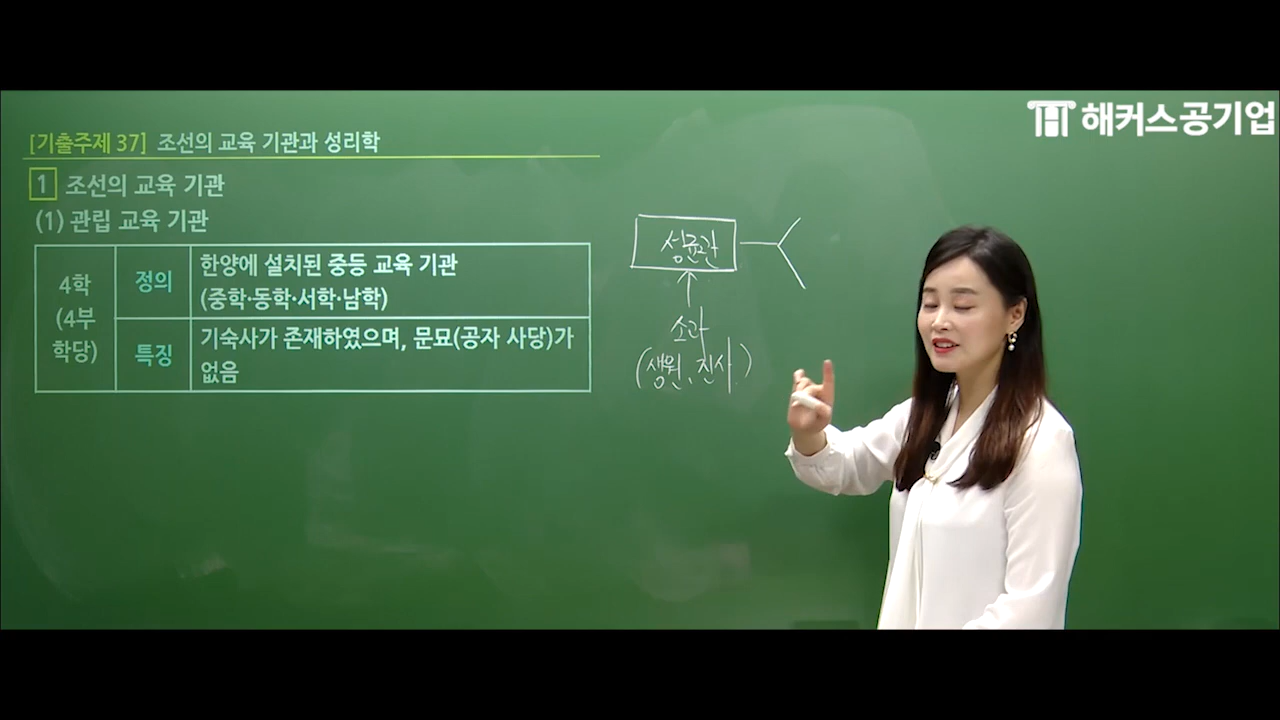 해커스공기업
[기출주제 37] 조선의 교육 기관과 성리학
1 조선의 교육 기관
(1) 관립 교육 기관
4학
(4부
학당)
정의
한양에 설치된 중등 교육 기관
(중학·동학·서학·남학)
특징
기숙사가 존재하였으며, 문묘(공자 사당)가
없음
성균관
소과
(생원, 진사)